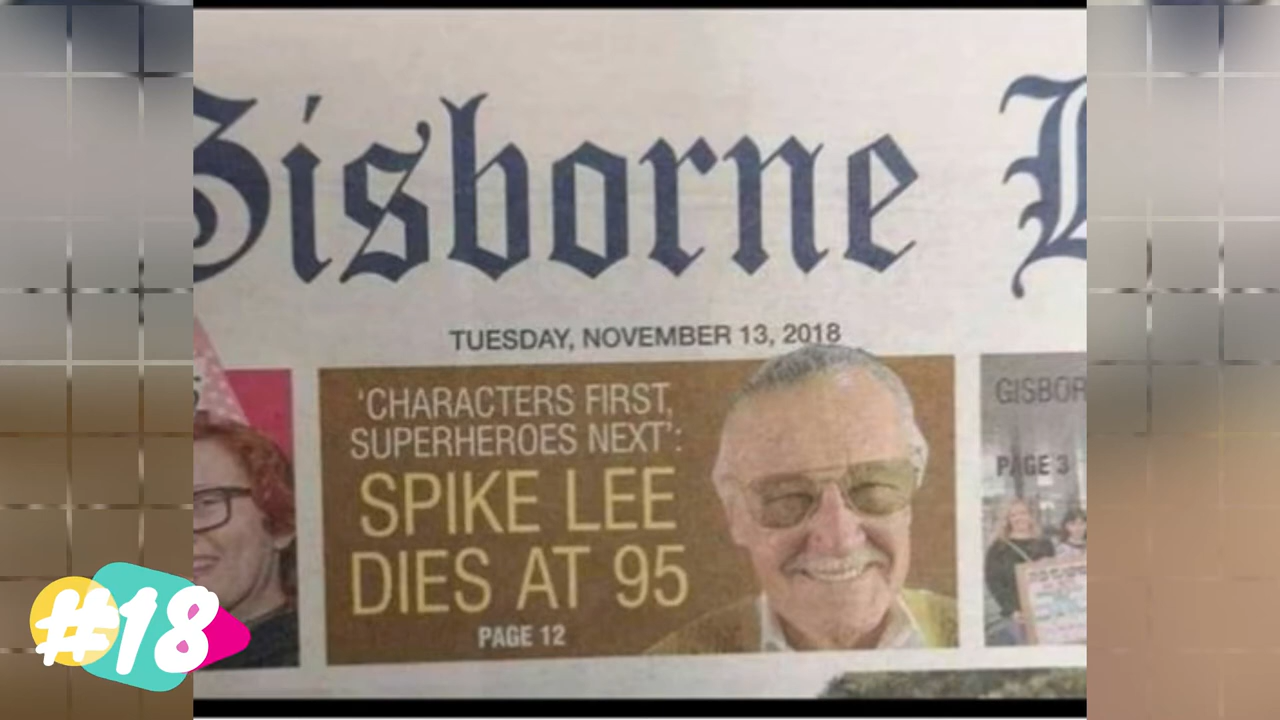 Gisborne
TUESDAY, NOVEMBER 13, 2018
'CHARACTERS FIRST,
SUPERHEROES NEXT':
SPIKE LEE
DIES AT 95
PAGE 12
PAGE 3
#18